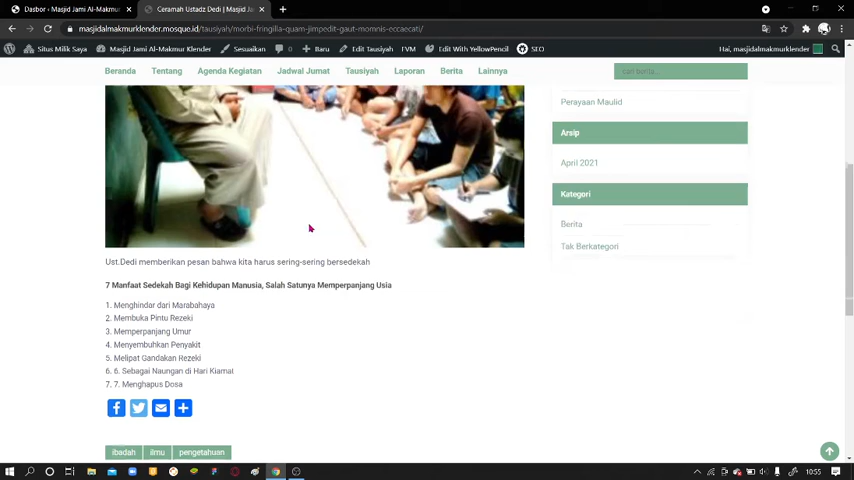 Dasbor ‹ Masjid Jami Al-Makmur
Ceramah Ustadz Dedi | Masjid Ja
masjidalmakmurklender.mosque.id/tausiyah/morbi-fringilla-quam-jimpedit-gaut-momnis-eccaecati/
Situs Milik Saya
Masjid Jami Al-Makmur Klender
0
Baru
Edit Tausiyah
FVM
Edit With YellowPencil
SEO
Hai, masjidalmakmurklender
Beranda
Tentang
Agenda Kegiatan
Jadwal Jumat
Tausiyah
Laporan
Berita
Lainnya
cari berita...
Perayaan Maulid
Arsip
April 2021
Kategori
Berita
Tak Berkategori
Ust.Dedi memberikan pesan bahwa kita harus sering-sering bersedekah
7 Manfaat Sedekah Bagi Kehidupan Manusia, Salah Satunya Memperpanjang Usia
1. Menghindar dari Marabahaya
2. Membuka Pintu Rezeki
3. Memperpanjang Umur
4. Menyembuhkan Penyakit
5. Melipat Gandakan Rezeki
6. 6. Sebagai Naungan di Hari Kiamat
7. 7. Menghapus Dosa
ibadah
ilmu
pengetahuan
10:55